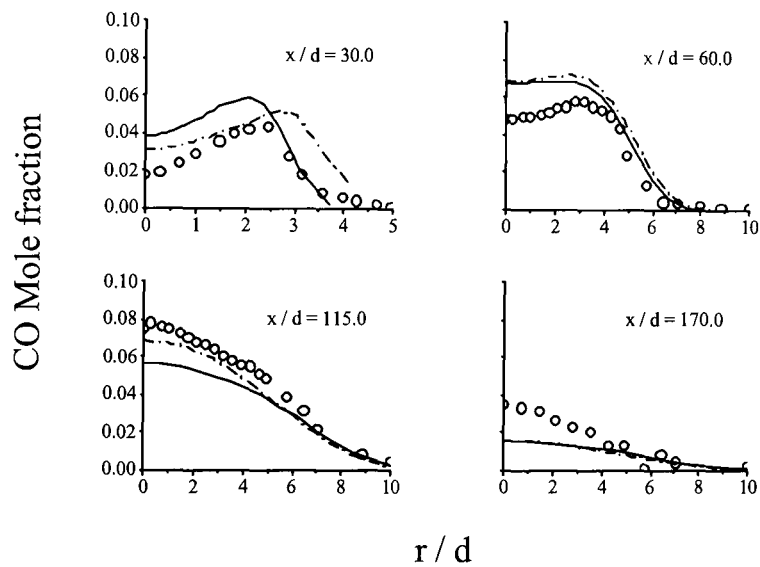 CO Mole fraction
0.10
0.08
0.06
0.04
0.02
0.00
x / d = 30.0
0 1 2 3 4 5
x / d = 60.0
0 2 4 6 8 10
0.10
0.08
0.06
0.04
0.02
0.00
x / d = 115.0
0 2 4 6 8 10
x / d = 170.0
0 2 4 6 8 10
r / d